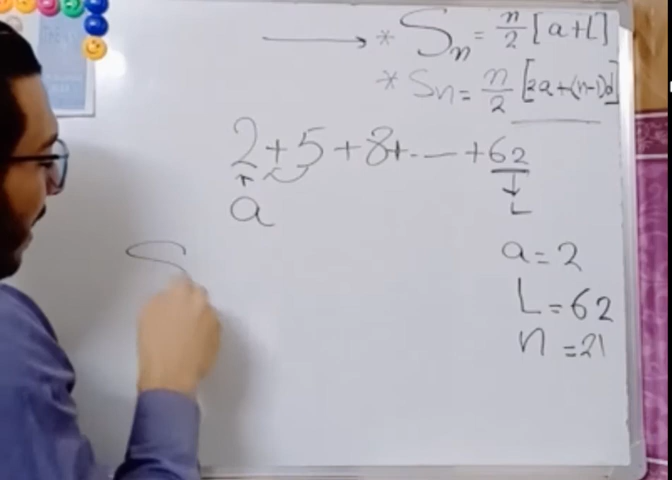 * Sn = n/2 [a+L]
* Sn = n/2 [2a+(n-1)d]
2+5+8+...+62
a
L
a=2
L=62
n=21
S